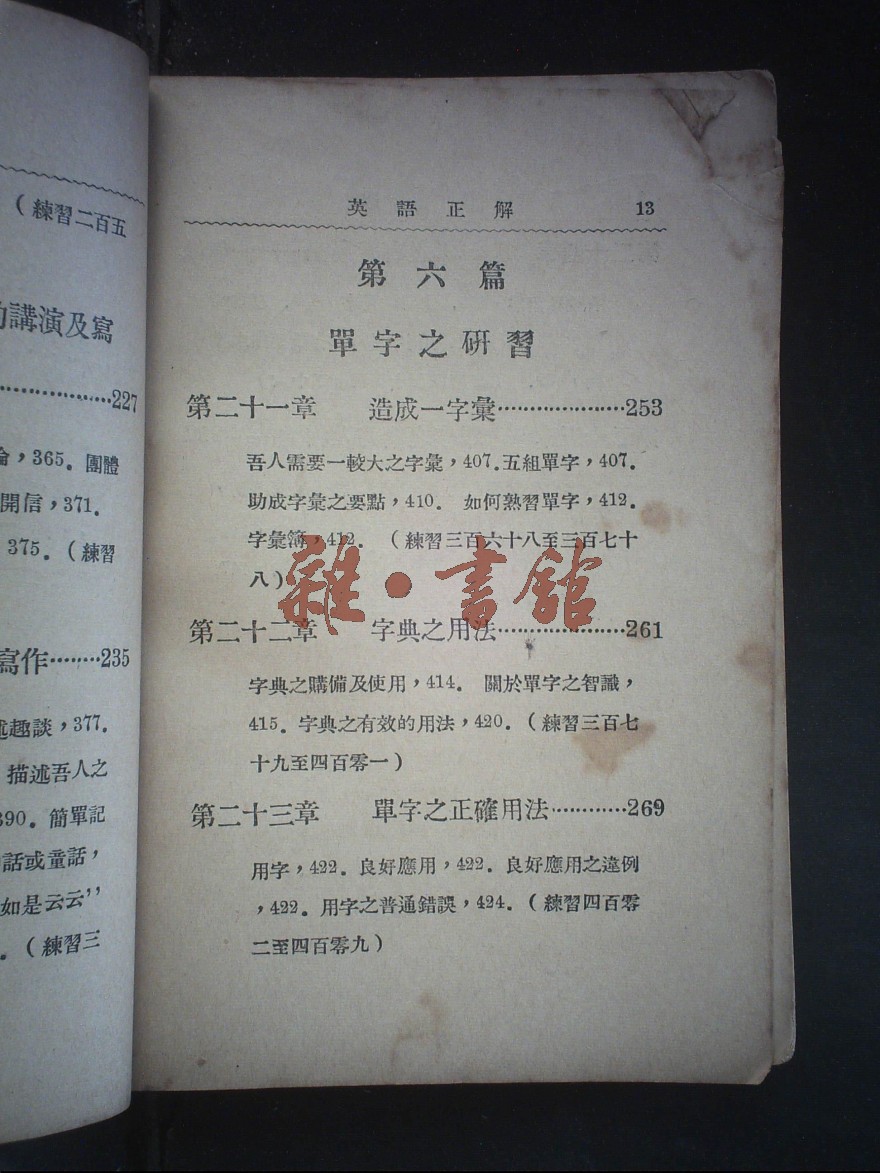 (練習二百五
的講演及寫
……………227
論，365. 團體
開信，371.
375. (練習
寫作……235
述趣談，377.
描述吾人之
390. 簡單記
話或童話，
如是云云''
. (練習三
英語正解 13
第六篇
單字之研習
第二十一章 造成一字彙………………253
吾人需要一較大之字彙，407.五組單字，407.
助成字彙之要點，410. 如何熟習單字，412.
字彙簿，412. (練習三百六十八至三百七十
八)
雜·書館
第二十二章 字典之用法………………261
字典之購備及使用，414. 關於單字之智識，
415. 字典之有效的用法，420. (練習三百七
十九至四百零一)
第二十三章 單字之正確用法…………269
用字，422. 良好應用，422. 良好應用之違例
，422. 用字之普通錯誤，424. (練習四百零
二至四百零九)